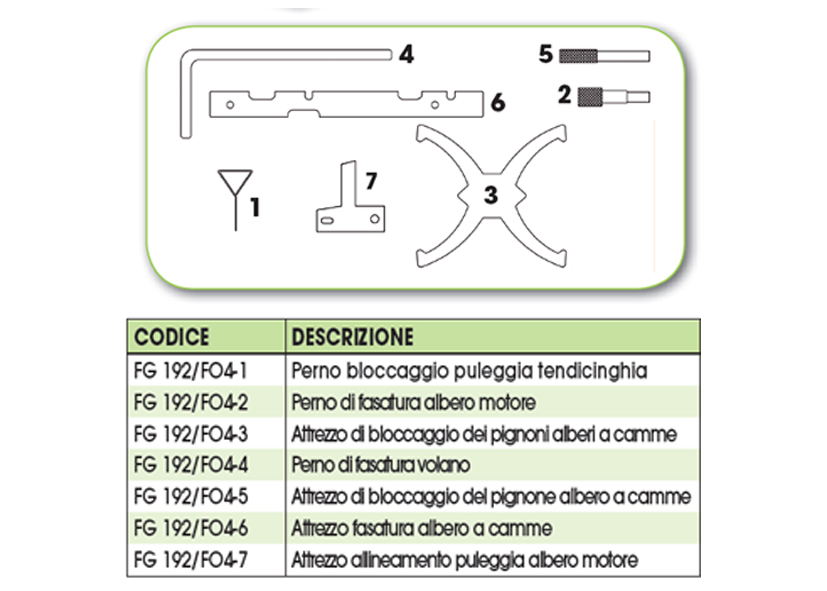 4
5
6
2
1
7
3
CODICE DESCRIZIONE
FG 192/FO4-1 Perno bloccaggio puleggia tendicinghia
FG 192/FO4-2 Perno di fasatura albero motore
FG 192/FO4-3 Attrezzo di bloccaggio dei pignoni alberi a camme
FG 192/FO4-4 Perno di fasatura volano
FG 192/FO4-5 Attrezzo di bloccaggio del pignone albero a camme
FG 192/FO4-6 Attrezzo fasatura albero a camme
FG 192/FO4-7 Attrezzo allineamento puleggia albero motore